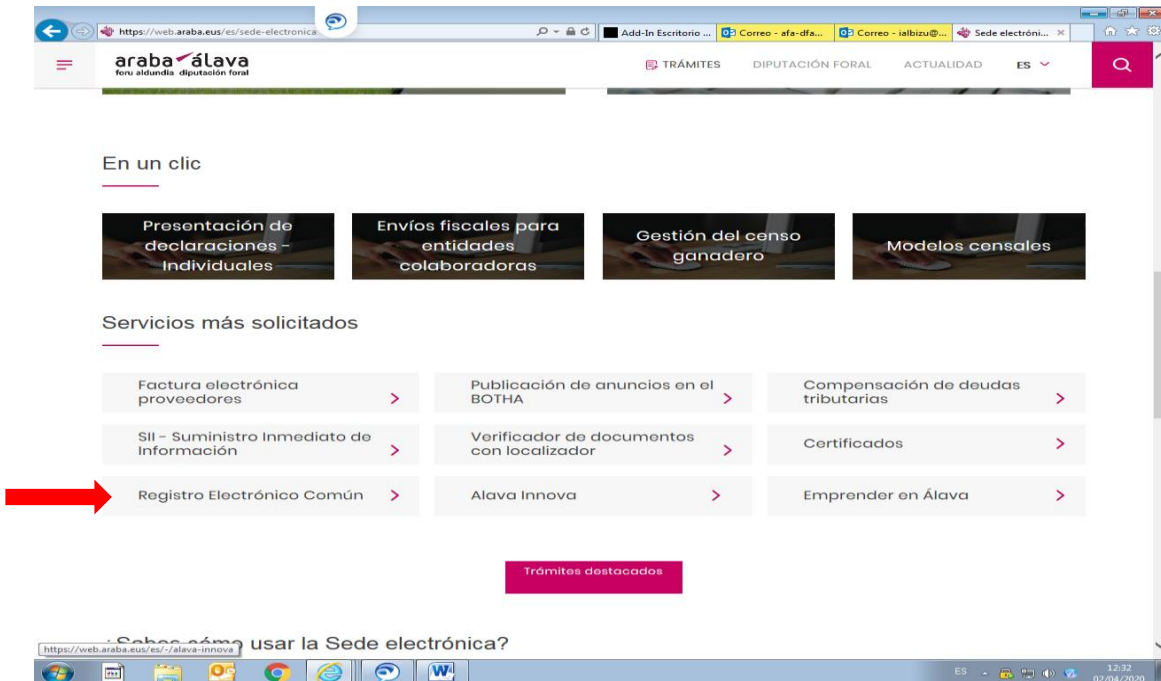 https://web.araba.eus/es/sede-electronica
Add-In Escritorio ...
Correo - afa-dfa...
Correo - ialbizu@...
Sede electróni...
araba álava
foru aldundia diputación foral
TRÁMITES
DIPUTACIÓN FORAL
ACTUALIDAD
ES
En un clic
Presentación de
declaraciones -
Individuales
Envíos fiscales para
entidades
colaboradoras
Gestión del censo
ganadero
Modelos censales
Servicios más solicitados
Factura electrónica
proveedores
Publicación de anuncios en el
BOTHA
Compensación de deudas
tributarias
SII - Suministro Inmediato de
Información
Verificador de documentos
con localizador
Certificados
Registro Electrónico Común
Alava Innova
Emprender en Álava
Trámites destacados
¿Sabes cómo usar la Sede electrónica?
https://web.araba.eus/es/-/alava-innova
ES
12:32
02/04/2020